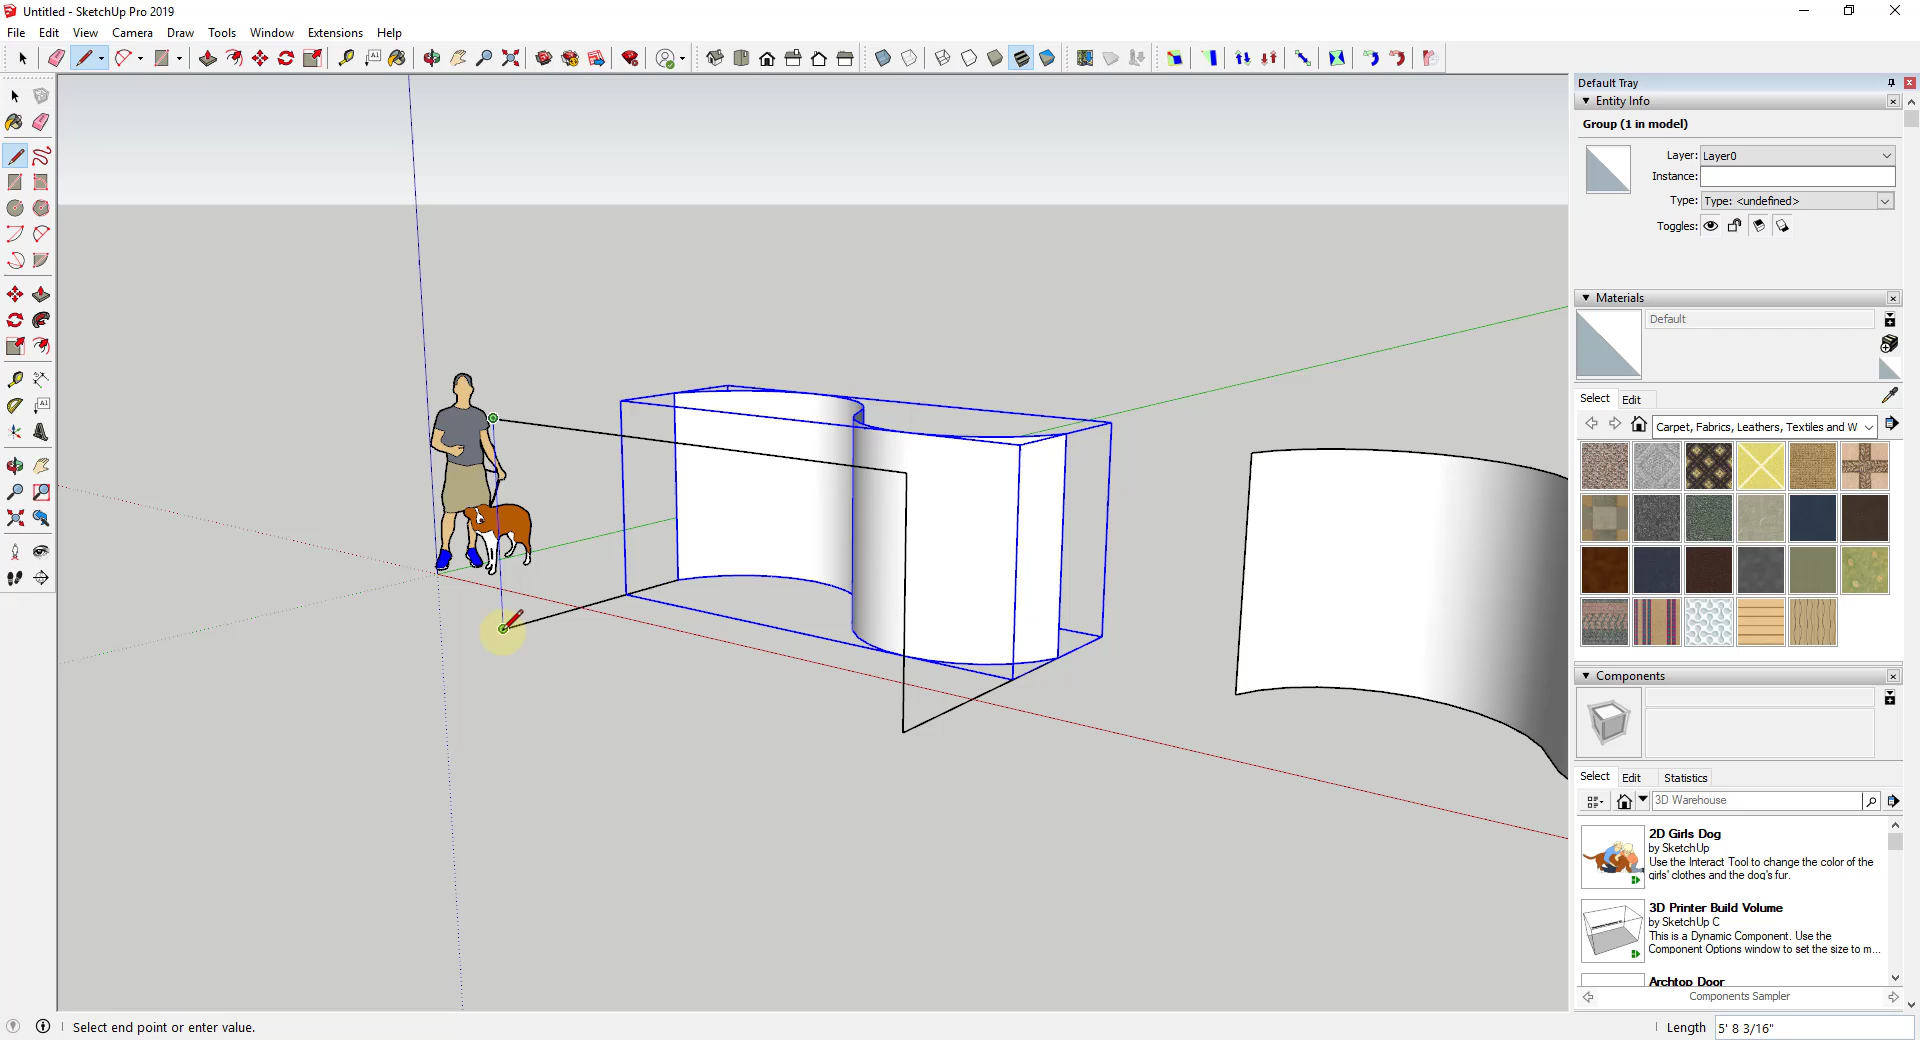 Untitled - SketchUp Pro 2019
File Edit View Camera Draw Tools Window Extensions Help
Default Tray
Entity Info
Group (1 in model)
Layer: Layer0
Instance:
Type: Type: <undefined>
Toggles:
Materials
Default
Select Edit
Carpet, Fabrics, Leathers, Textiles and W
Components
Select Edit Statistics
3D Warehouse
2D Girls Dog
by SketchUp
Use the Interact Tool to change the color of the
girls' clothes and the dog's fur.
3D Printer Build Volume
by SketchUp C
This is a Dynamic Component. Use the
Component Options window to set the size to m...
Archtop Door
Components Sampler
Select end point or enter value.
Length 5' 8 3/16"